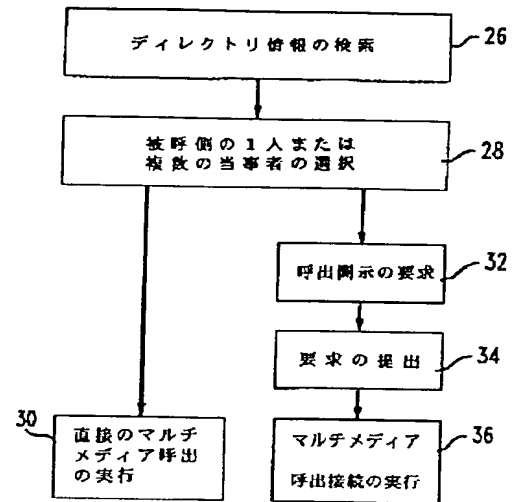 ディレクトリ情報の検索
26
被呼側の1人または
複数の当事者の選択
28
呼出開示の要求
32
要求の提出
34
30
直接のマルチ
メディア呼出
の実行
マルチメディア
呼出接続の実行
36